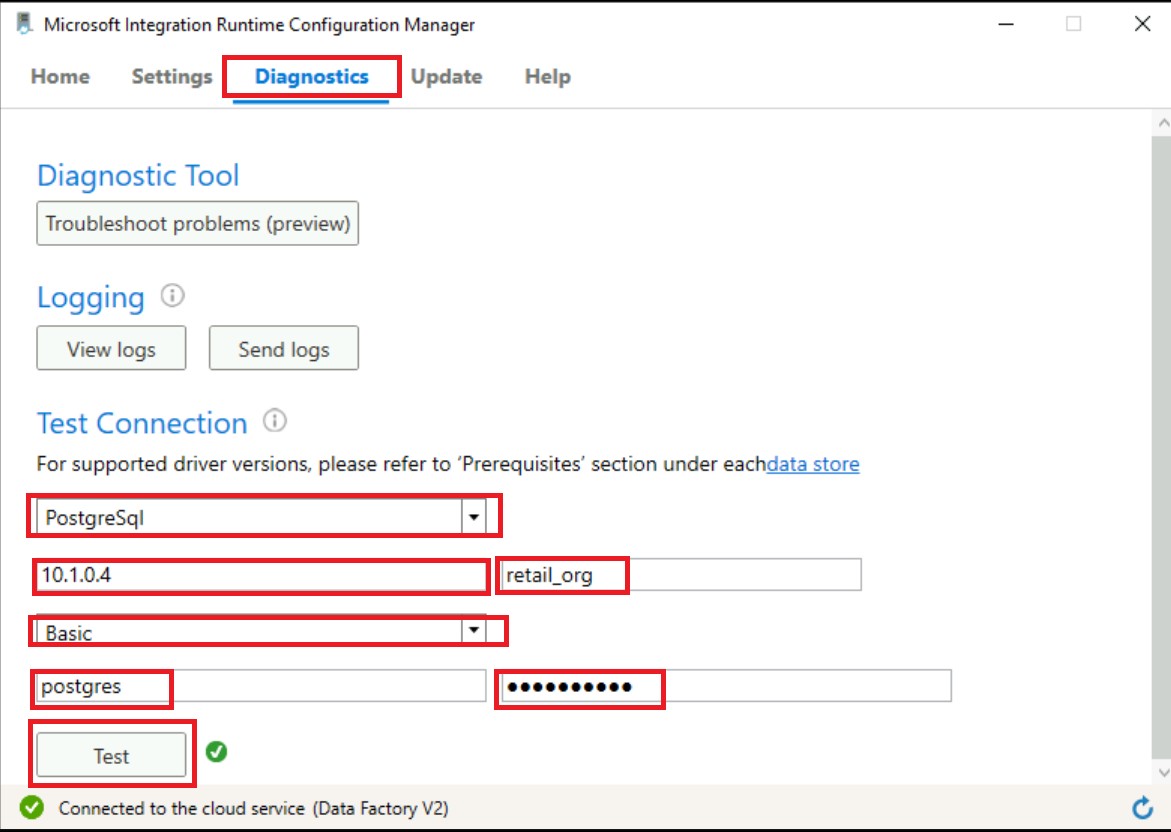 Microsoft Integration Runtime Configuration Manager
Home Settings Diagnostics Update Help
Diagnostic Tool
Troubleshoot problems (preview)
Logging
View logs Send logs
Test Connection
For supported driver versions, please refer to ‘Prerequisites’ section under eachdata store
PostgreSql
10.1.0.4 retail_org
Basic
postgres ●●●●●●●●●●
Test
Connected to the cloud service (Data Factory V2)